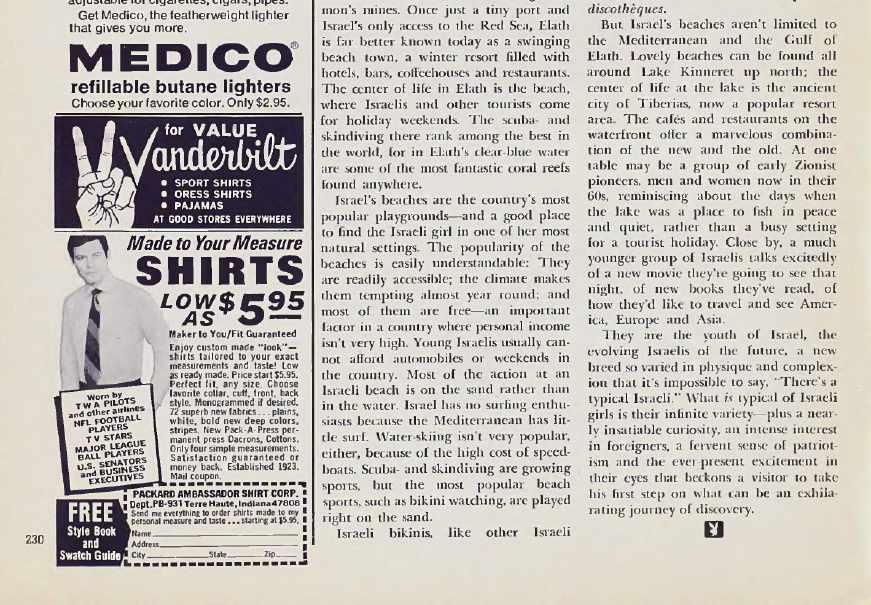 adjustable for cigarettes, cigars, pipes.
Get Medico, the featherweight lighter
that gives you more.
MEDICO®
refillable butane lighters
Choose your favorite color. Only $2.95.
for VALUE
Vanderbilt
• SPORT SHIRTS
• DRESS SHIRTS
• PAJAMAS
AT GOOD STORES EVERYWHERE
Made to Your Measure
SHIRTS
LOW AS $5.95
Maker to You/Fit Guaranteed
Enjoy custom made "look"—
shirts tailored to your exact
measurements and taste! Low
as ready made. Price start $5.95.
Perfect fit, any size. Choose
favorite collar, cuff, front, back
style. Monogrammed if desired.
72 superb new fabrics... plains,
white, bold new deep colors,
stripes. New Pack-A-Press per-
manent press Dacrons, Cottons.
Only four simple measurements.
Satisfaction guaranteed or
money back. Established 1923.
Mail coupon.
Worn by
TWA PILOTS
and other airlines
NFL FOOTBALL
PLAYERS
TV STARS
MAJOR LEAGUE
BALL PLAYERS
U.S. SENATORS
and BUSINESS
EXECUTIVES
FREE
Style Book
and
Swatch Guide
PACKARD AMBASSADOR SHIRT CORP.
Dept.PB-931 Terre Haute, Indiana 47808
Send me everything to order shirts made to my
personal measure and taste... starting at $5.95,
Name
Address
City State Zip
230
mon's mines. Once just a tiny port and
Israel's only access to the Red Sea, Elath
is far better known today as a swinging
beach town, a winter resort filled with
hotels, bars, coffeehouses and restaurants.
The center of life in Elath is the beach,
where Israelis and other tourists come
for holiday weekends. The scuba- and
skindiving there rank among the best in
the world, for in Elath's clear-blue water
are some of the most fantastic coral reefs
found anywhere.
Israel's beaches are the country's most
popular playgrounds—and a good place
to find the Israeli girl in one of her most
natural settings. The popularity of the
beaches is easily understandable: They
are readily accessible; the climate makes
them tempting almost year round; and
most of them are free—an important
factor in a country where personal income
isn't very high. Young Israelis usually can-
not afford automobiles or weekends in
the country. Most of the action at an
Israeli beach is on the sand rather than
in the water. Israel has no surfing enthu-
siasts because the Mediterranean has lit-
tle surf. Water-skiing isn't very popular,
either, because of the high cost of speed-
boats. Scuba- and skindiving are growing
sports, but the most popular beach
sports, such as bikini watching, are played
right on the sand.
Israeli bikinis, like other Israeli
discothèques.
But Israel's beaches aren't limited to
the Mediterranean and the Gulf of
Elath. Lovely beaches can be found all
around Lake Kinneret up north; the
center of life at the lake is the ancient
city of Tiberias, now a popular resort
area. The cafés and restaurants on the
waterfront offer a marvelous combina-
tion of the new and the old. At one
table may be a group of early Zionist
pioneers, men and women now in their
60s, reminiscing about the days when
the lake was a place to fish in peace
and quiet, rather than a busy setting
for a tourist holiday. Close by, a much
younger group of Israelis talks excitedly
of a new movie they're going to see that
night, of new books they've read, of
how they'd like to travel and see Amer-
ica, Europe and Asia.
They are the youth of Israel, the
evolving Israelis of the future, a new
breed so varied in physique and complex-
ion that it's impossible to say, "There's a
typical Israeli." What is typical of Israeli
girls is their infinite variety—plus a near-
ly insatiable curiosity, an intense interest
in foreigners, a fervent sense of patriot-
ism and the ever-present excitement in
their eyes that beckons a visitor to take
his first step on what can be an exhila-
rating journey of discovery.